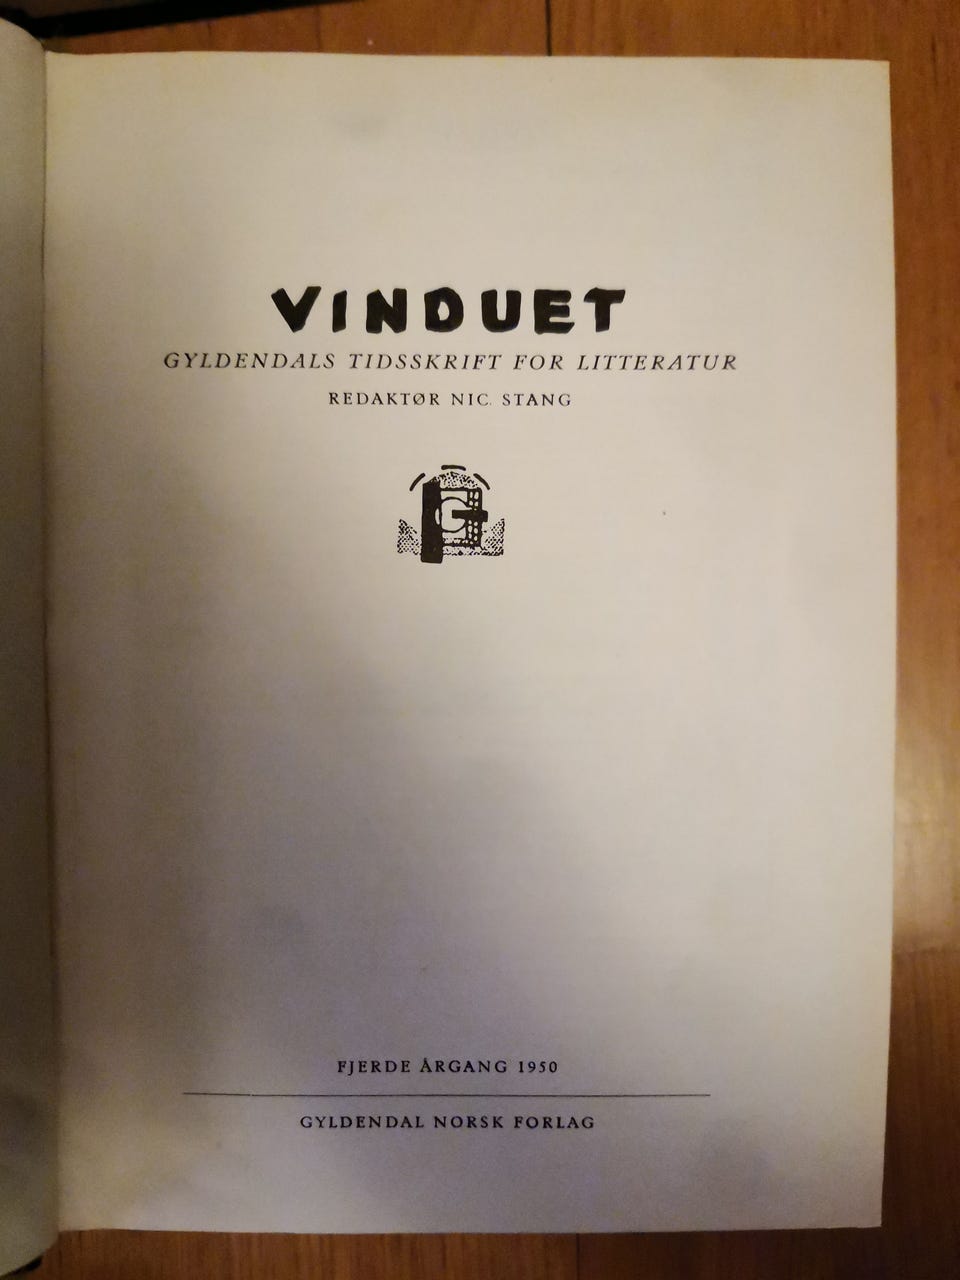 VINDUET
GYLDENDALS TIDSSKRIFT FOR LITTERATUR
REDAKTØR NIC. STANG
G
FJERDE ÅRGANG 1950
GYLDENDAL NORSK FORLAG